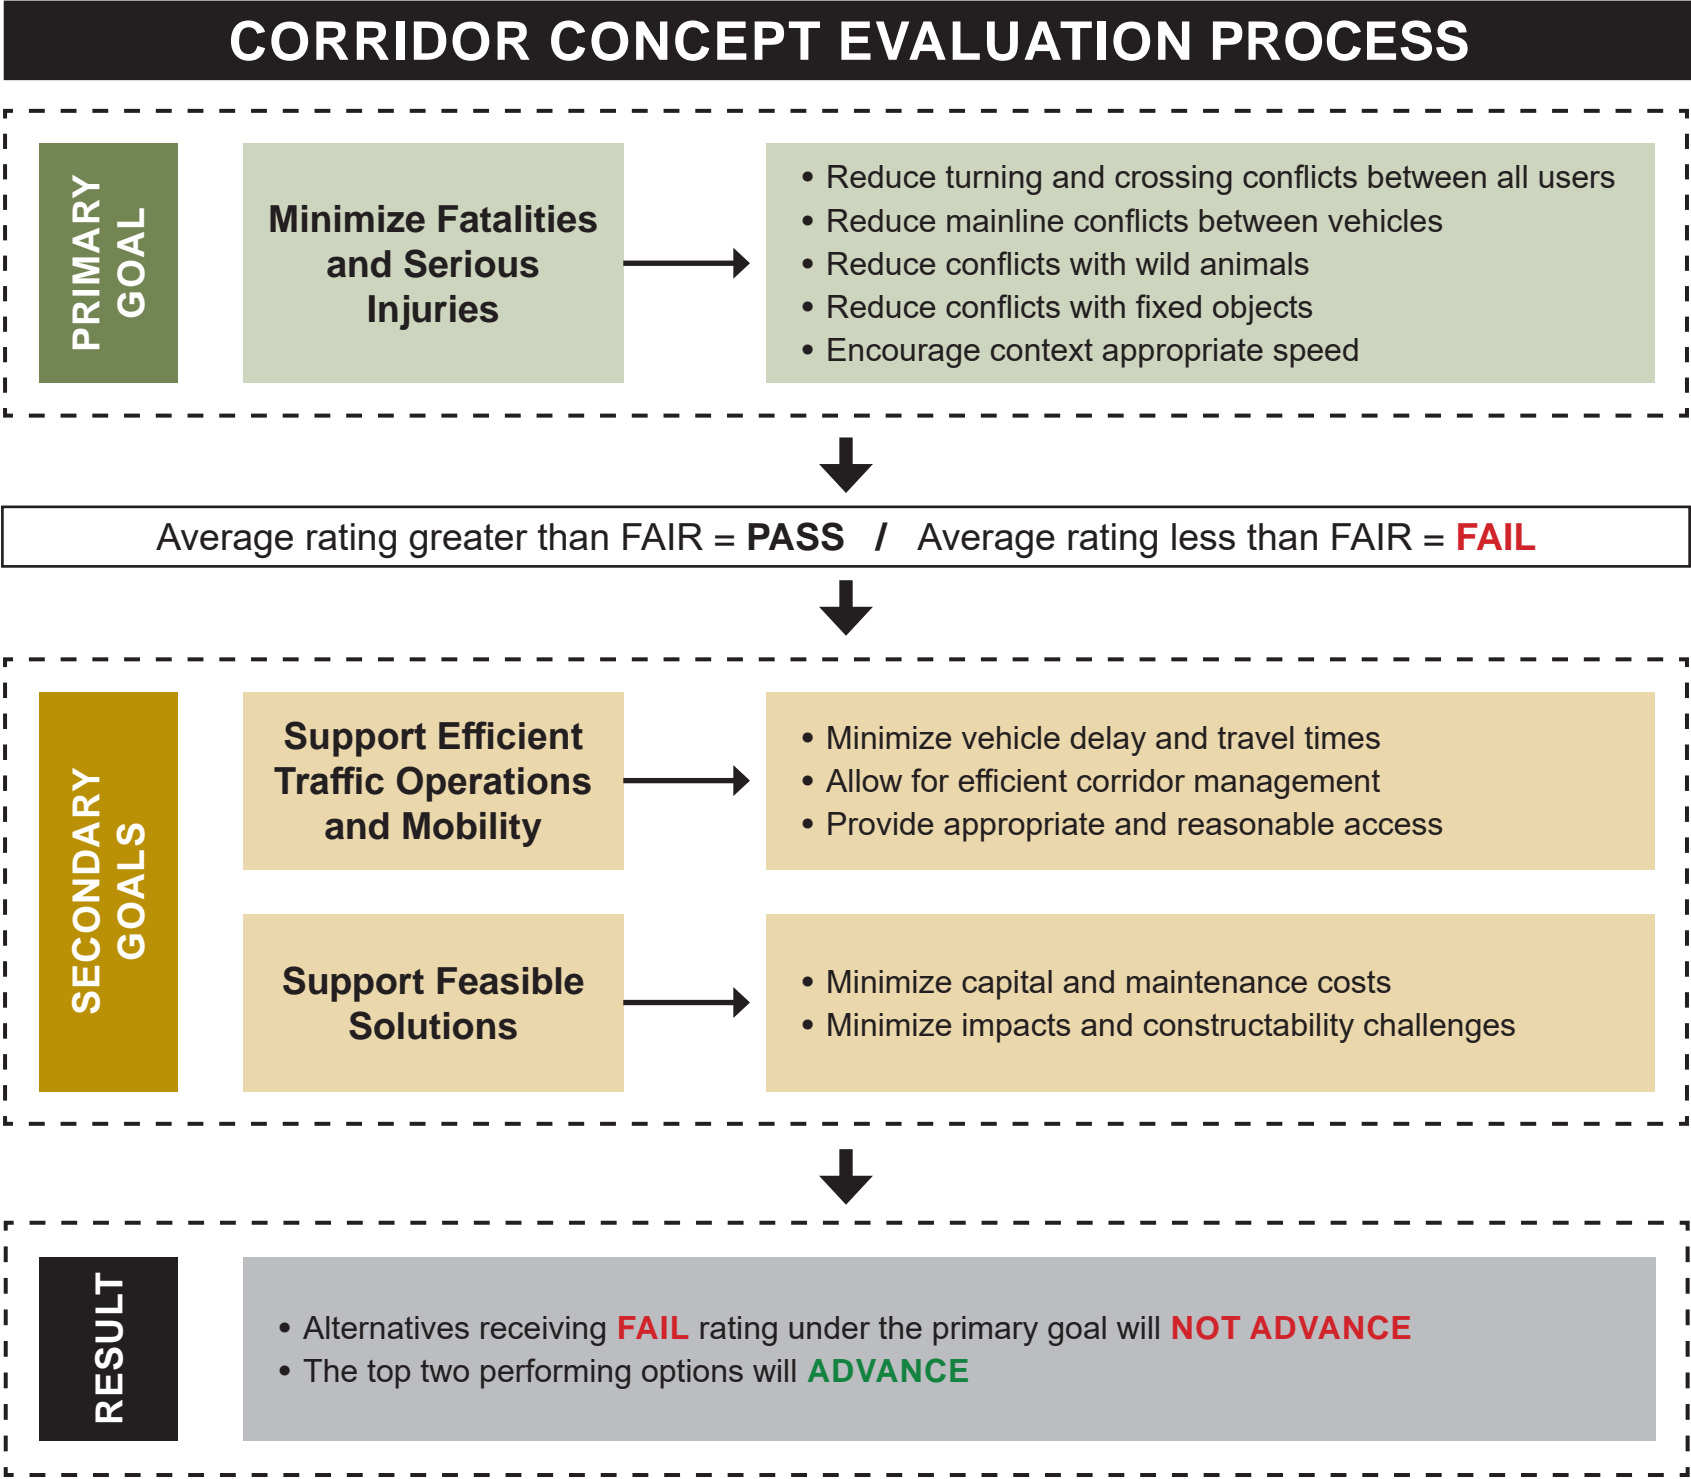 CORRIDOR CONCEPT EVALUATION PROCESS
PRIMARY
GOAL
Minimize Fatalities
and Serious
Injuries
• Reduce turning and crossing conflicts between all users
• Reduce mainline conflicts between vehicles
• Reduce conflicts with wild animals
• Reduce conflicts with fixed objects
• Encourage context appropriate speed
Average rating greater than FAIR = PASS / Average rating less than FAIR = FAIL
SECONDARY
GOALS
Support Efficient
Traffic Operations
and Mobility
• Minimize vehicle delay and travel times
• Allow for efficient corridor management
• Provide appropriate and reasonable access
Support Feasible
Solutions
• Minimize capital and maintenance costs
• Minimize impacts and constructability challenges
RESULT
• Alternatives receiving FAIL rating under the primary goal will NOT ADVANCE
• The top two performing options will ADVANCE